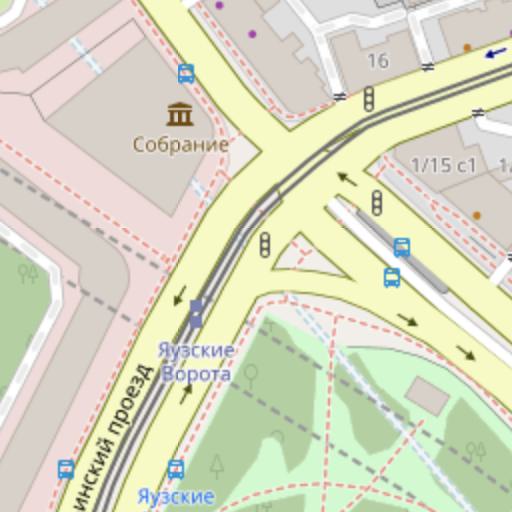 16
Собрание
1/15 с1
Яузские
Ворота
инский проезд
Яузские